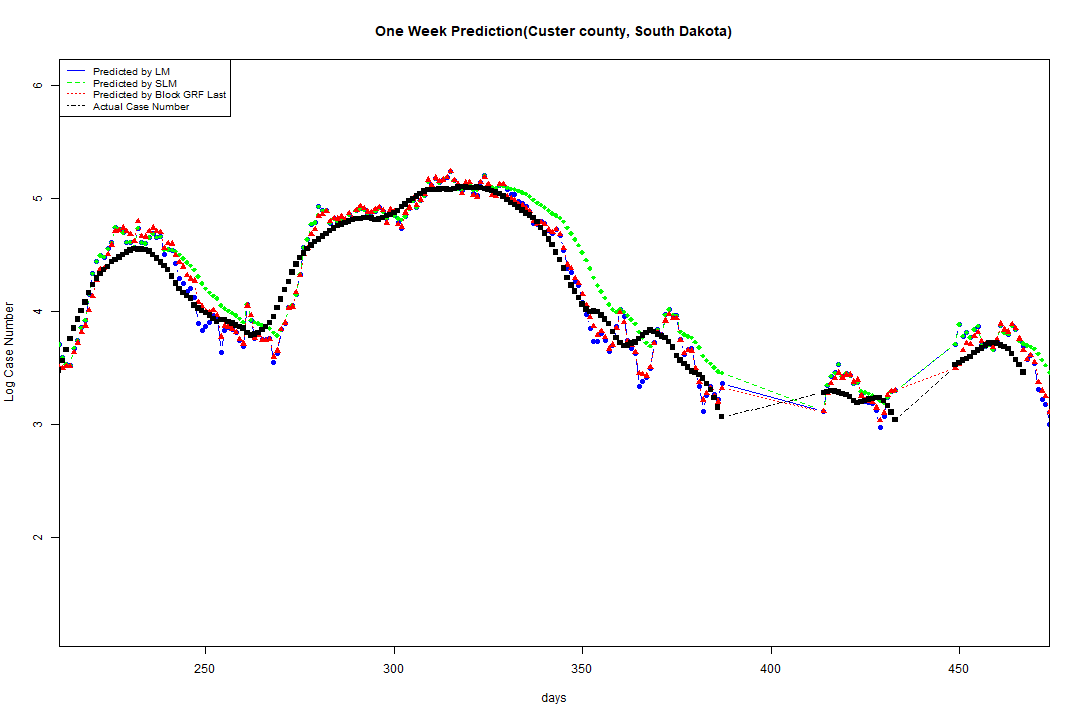 One Week Prediction(Custer county, South Dakota)
Predicted by LM
Predicted by SLM
Predicted by Block GRF Last
Actual Case Number
6
5
4
3
2
Log Case Number
250 300 350 400 450
days